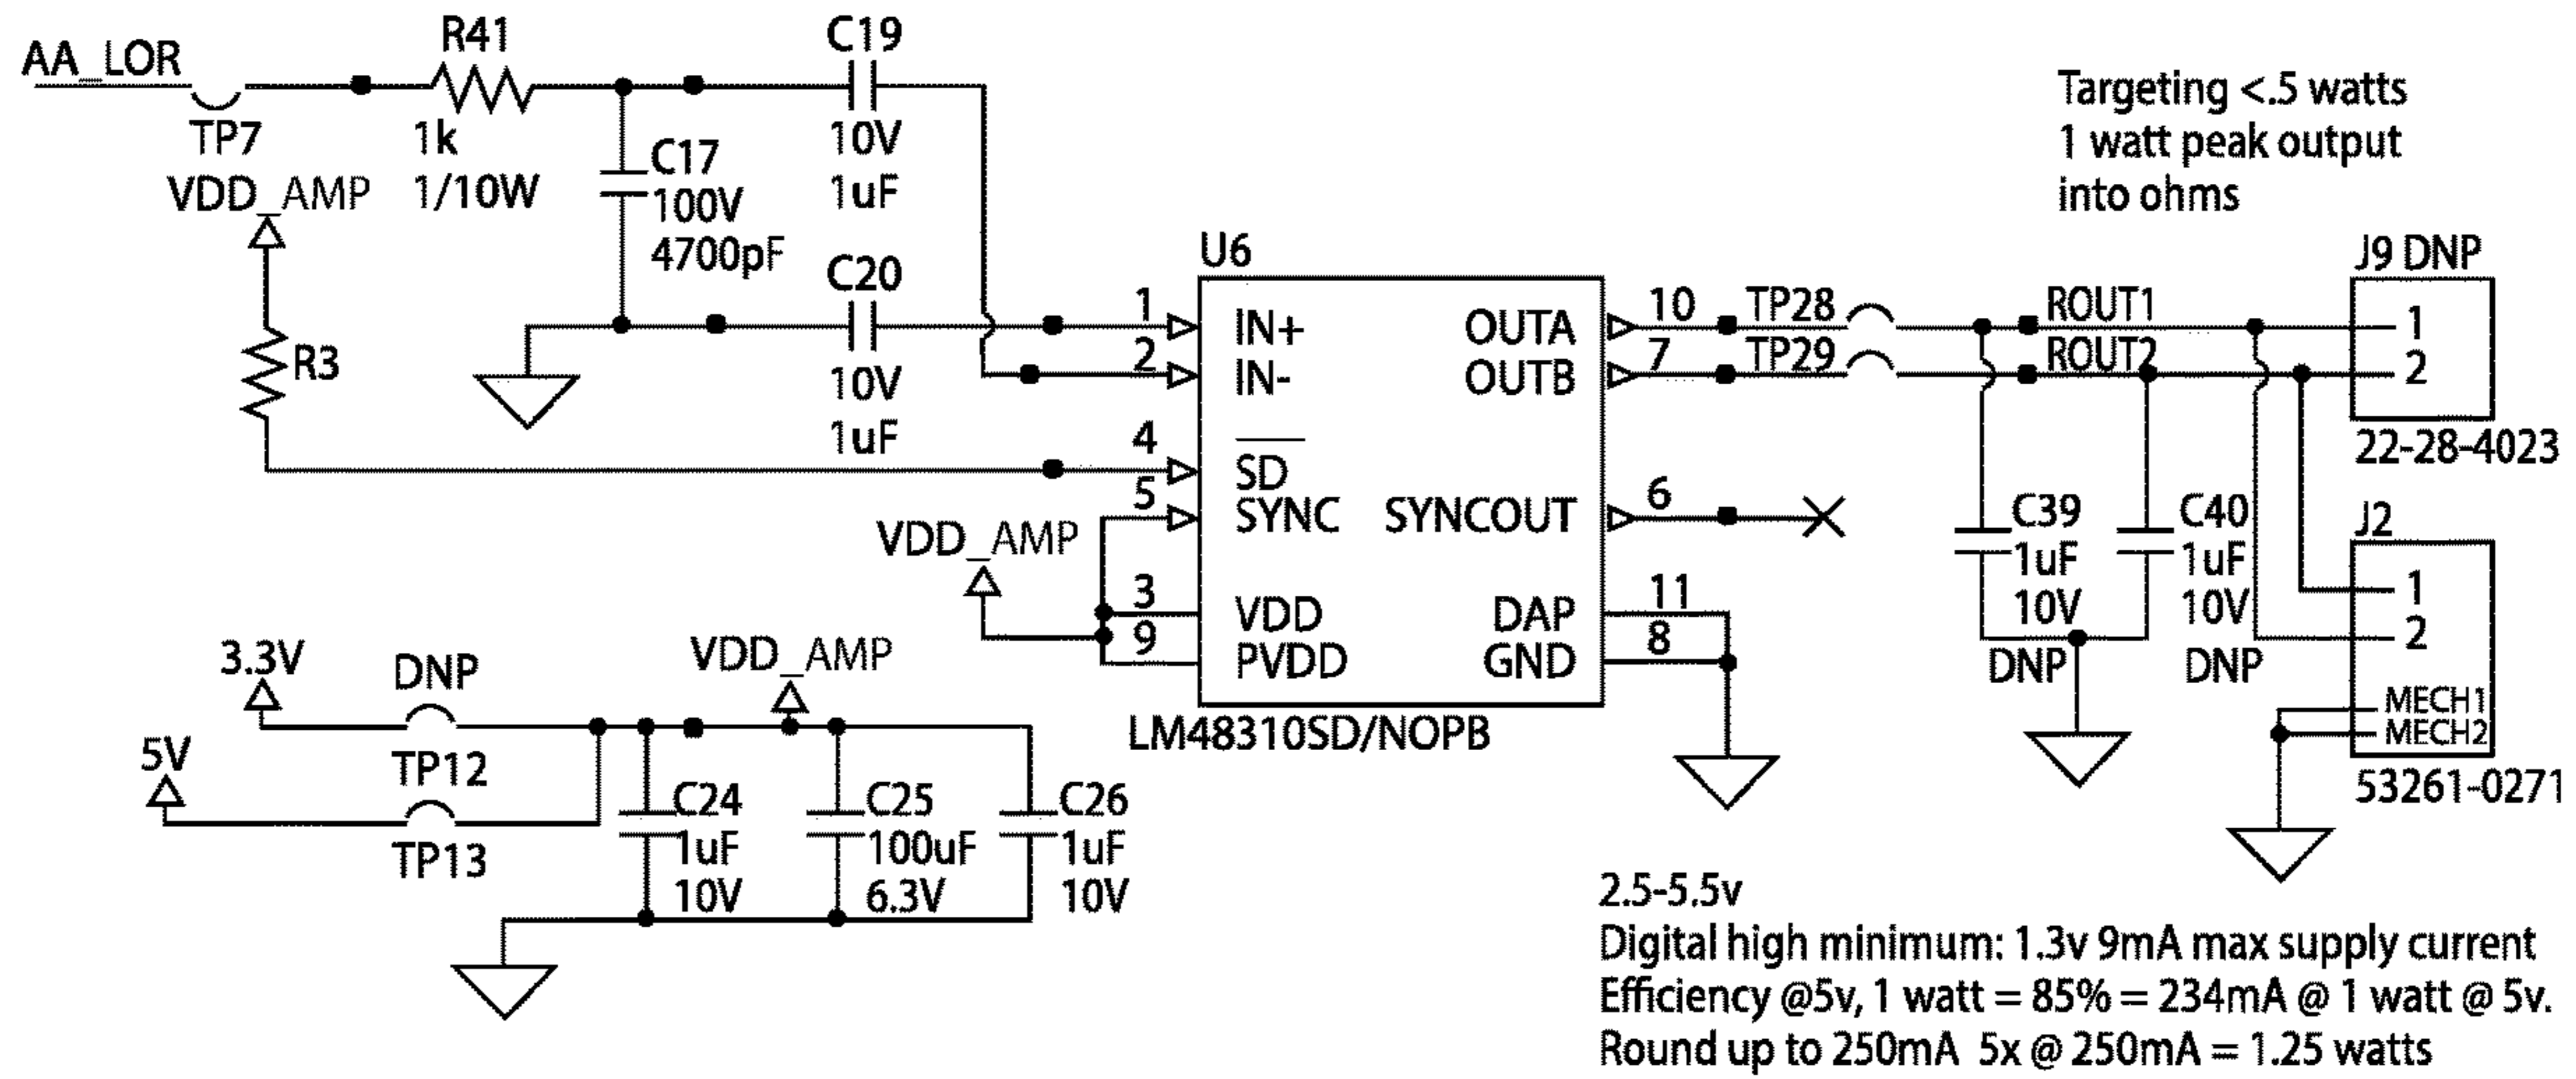 AA_LOR
TP7
R41
1k
1/10W
C17
100V
4700pF
C19
10V
1uF
C20
10V
1uF
VDD_AMP
R3
U6
1 IN+
2 IN-
4 SD
5 SYNC
3 VDD
9 PVDD
OUTA 10
OUTB 7
SYNCOUT 6
DAP 11
GND 8
LM48310SD/NOPB
VDD_AMP
TP28
TP29
ROUT1
ROUT2
Targeting <.5 watts
1 watt peak output
into ohms
J9 DNP
1
2
22-28-4023
C39
1uF
10V
DNP
C40
1uF
10V
DNP
J2
1
2
MECH1
MECH2
53261-0271
3.3V
DNP
TP12
5V
TP13
VDD_AMP
C24
1uF
10V
C25
100uF
6.3V
C26
1uF
10V
2.5-5.5v
Digital high minimum: 1.3v 9mA max supply current
Efficiency @5v, 1 watt = 85% = 234mA @ 1 watt @ 5v.
Round up to 250mA 5x @ 250mA = 1.25 watts